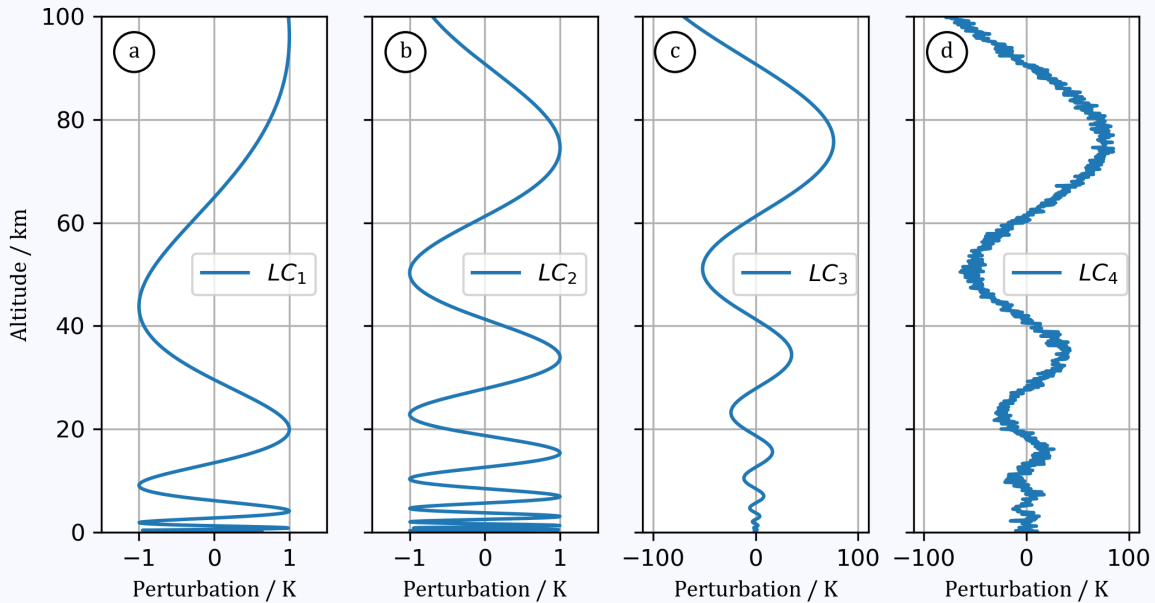 a
b
c
d
100
80
60
40
20
0
Altitude / km
LC₁
LC₂
LC₃
LC₄
−1 0 1
−1 0 1
−100 0 100
−100 0 100
Perturbation / K
Perturbation / K
Perturbation / K
Perturbation / K